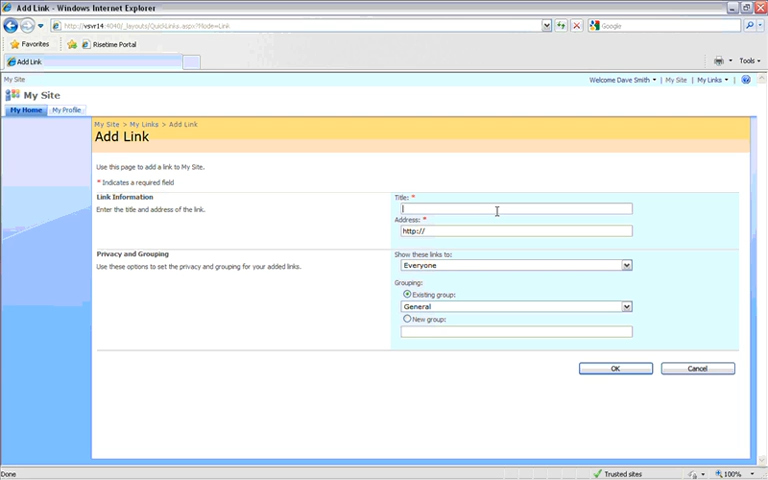 Add Link - Windows Internet Explorer
http://vsvr14:4040/_layouts/QuickLinks.aspx?Mode=Link
Google
Favorites
Risetime Portal
Add Link
Tools
My Site
Welcome Dave Smith | My Site | My Links |
My Site
My Home My Profile
My Site > My Links > Add Link
Add Link
Use this page to add a link to My Site.
* Indicates a required field
Link Information
Enter the title and address of the link.
Title: *
Address: *
http://
Privacy and Grouping
Use these options to set the privacy and grouping for your added links.
Show these links to:
Everyone
Grouping:
Existing group:
General
New group:
OK Cancel
Done
Trusted sites
100%